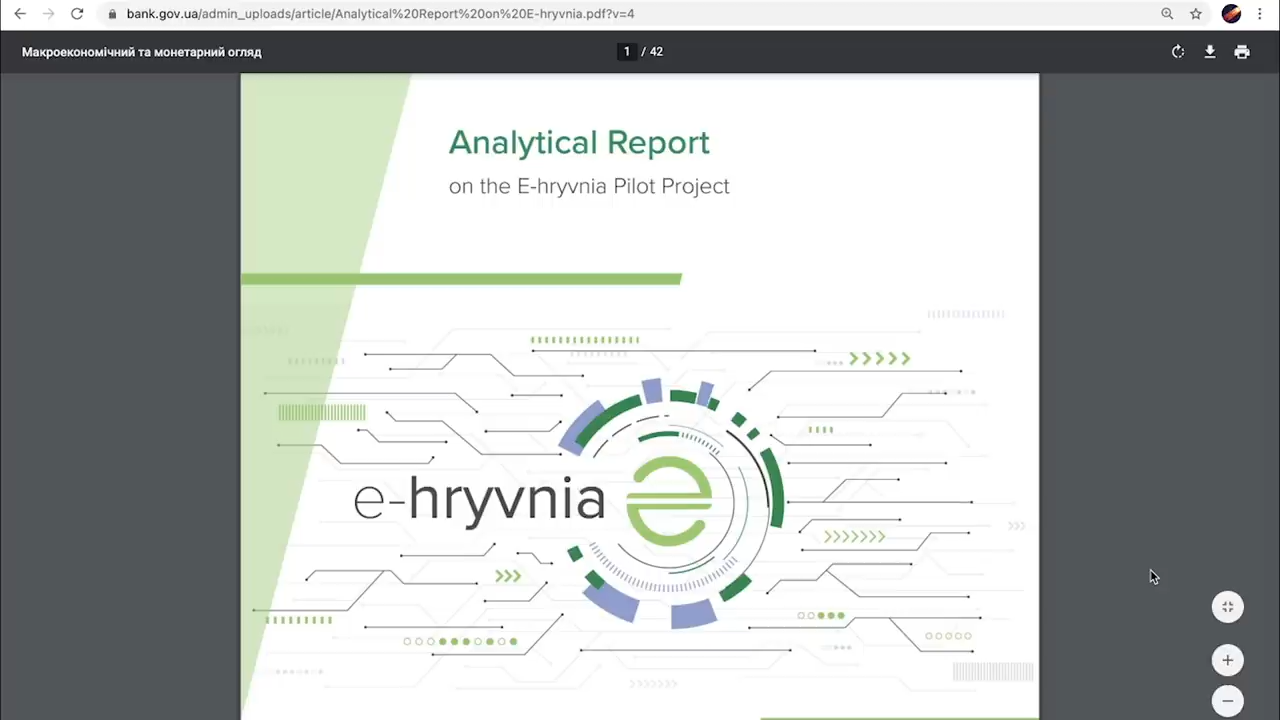 bank.gov.ua/admin_uploads/article/Analytical%20Report%20on%20E-hryvnia.pdf?v=4
Макроекономічний та монетарний огляд
1 / 42
Analytical Report
on the E-hryvnia Pilot Project
e-hryvnia